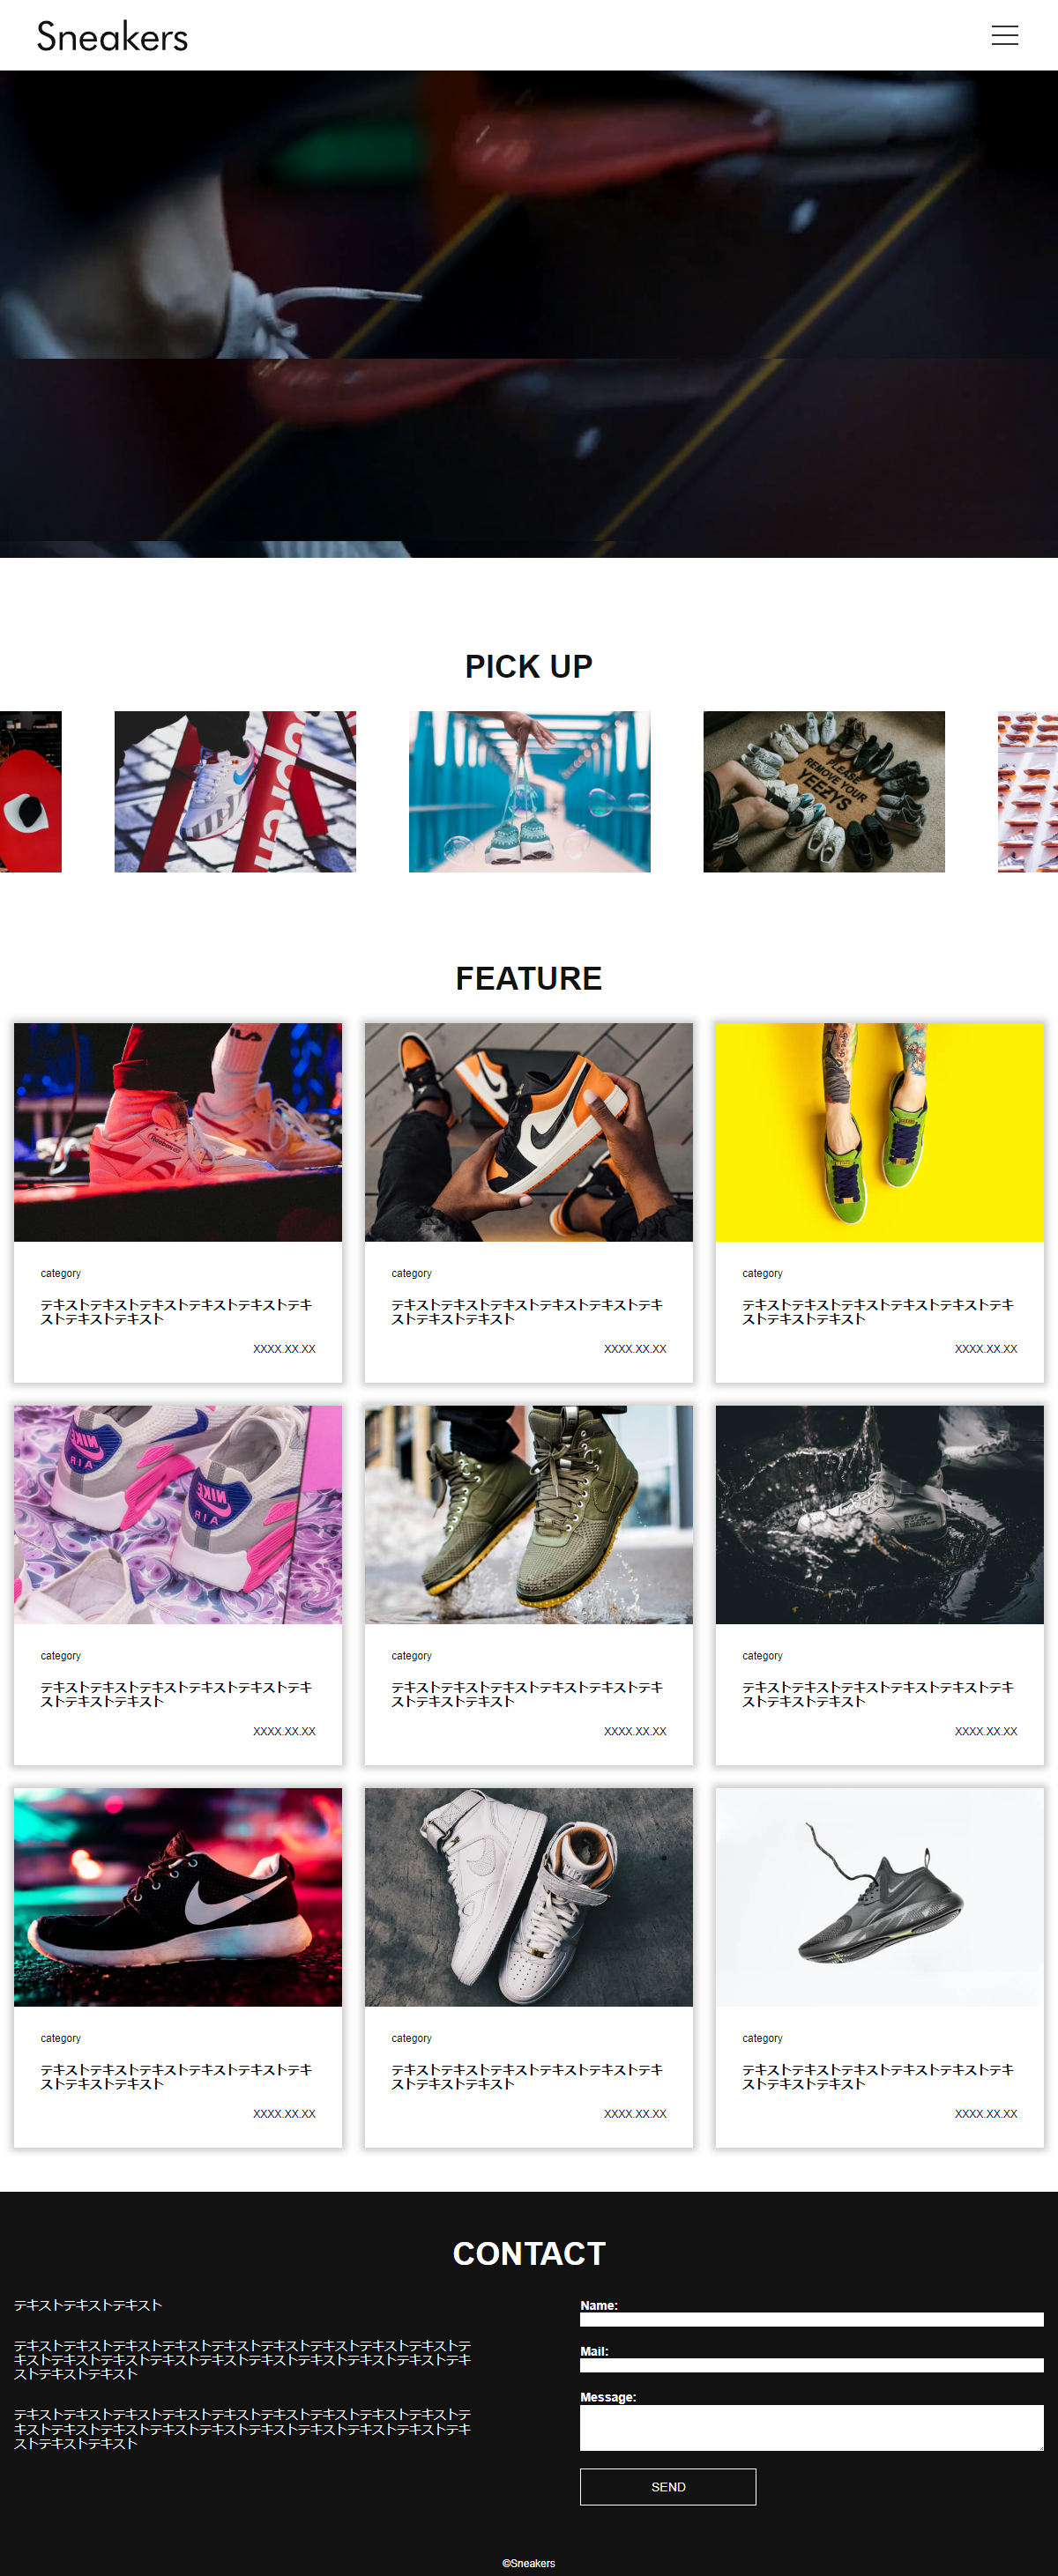 Sneakers
PICK UP
PLEASE
REMOVE YOUR
YEEZYS
FEATURE
category
テキストテキストテキストテキストテキストテキ
ストテキストテキスト
XXXX.XX.XX
category
テキストテキストテキストテキストテキストテキ
ストテキストテキスト
XXXX.XX.XX
category
テキストテキストテキストテキストテキストテキ
ストテキストテキスト
XXXX.XX.XX
NIKE
AIR
NIKE
AIR
category
テキストテキストテキストテキストテキストテキ
ストテキストテキスト
XXXX.XX.XX
category
テキストテキストテキストテキストテキストテキ
ストテキストテキスト
XXXX.XX.XX
category
テキストテキストテキストテキストテキストテキ
ストテキストテキスト
XXXX.XX.XX
category
テキストテキストテキストテキストテキストテキ
ストテキストテキスト
XXXX.XX.XX
category
テキストテキストテキストテキストテキストテキ
ストテキストテキスト
XXXX.XX.XX
category
テキストテキストテキストテキストテキストテキ
ストテキストテキスト
XXXX.XX.XX
CONTACT
テキストテキストテキスト
テキストテキストテキストテキストテキストテキストテキストテキストテキストテ
キストテキストテキストテキストテキストテキストテキストテキストテキストテキ
ストテキストテキスト
テキストテキストテキストテキストテキストテキストテキストテキストテキストテ
キストテキストテキストテキストテキストテキストテキストテキストテキストテキ
ストテキストテキスト
Name:
Mail:
Message:
SEND
©Sneakers